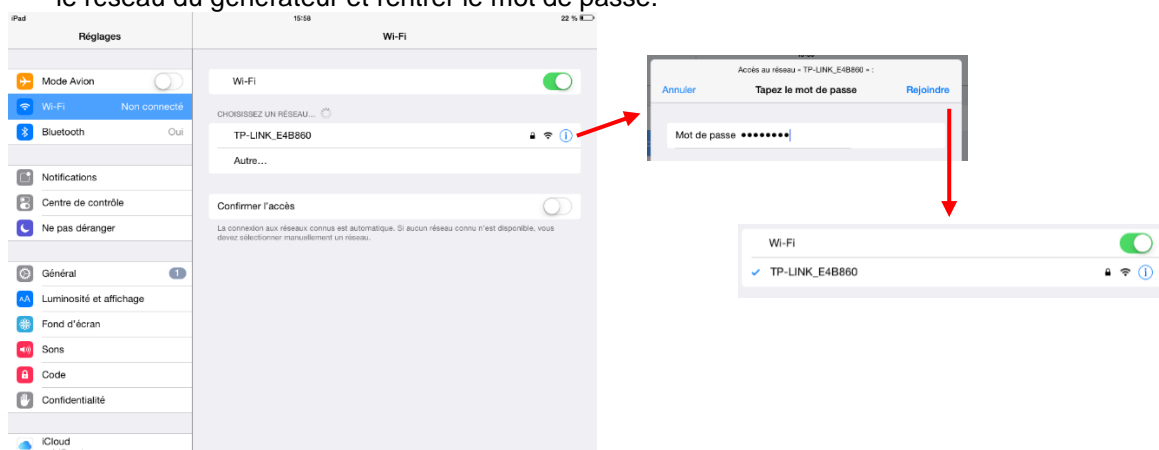 le réseau du générateur et rentrer le mot de passe.
iPad 15:58 22 %
Réglages
Wi-Fi
Mode Avion
Wi-Fi Non connecté
Bluetooth Oui
Notifications
Centre de contrôle
Ne pas déranger
Général 1
Luminosité et affichage
Fond d'écran
Sons
Code
Confidentialité
iCloud
Wi-Fi
CHOISISSEZ UN RÉSEAU...
TP-LINK_E4B860
Autre...
Confirmer l'accès
La connexion aux réseaux connus est automatique. Si aucun réseau connu n'est disponible, vous
devez sélectionner manuellement un réseau.
Accès au réseau « TP-LINK_E4B860 » :
Annuler Tapez le mot de passe Rejoindre
Mot de passe ••••••••
Wi-Fi
✓ TP-LINK_E4B860